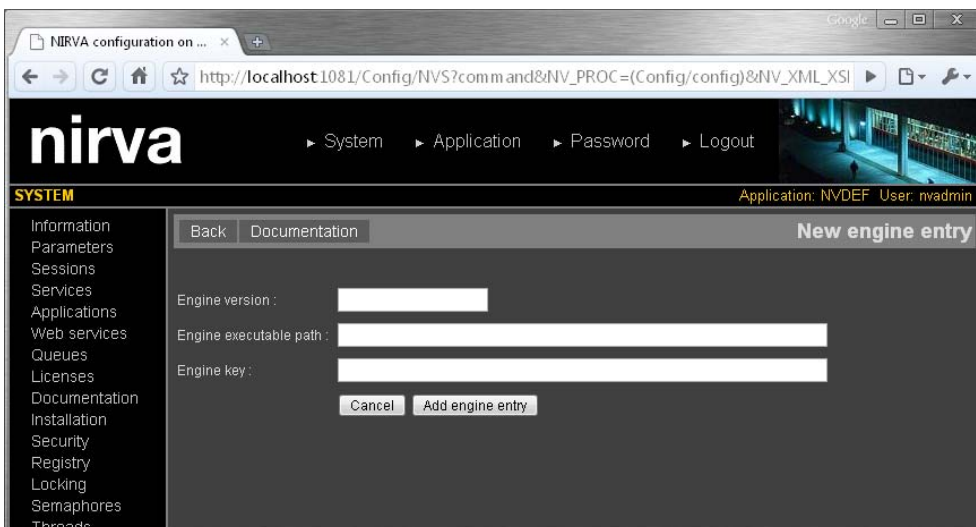 Google
NIRVA configuration on ...
http://localhost:1081/Config/NVS?command&NV_PROC=(Config/config)&NV_XML_XSI
nirva
System Application Password Logout
SYSTEM
Application: NVDEF User: nvadmin
Information
Parameters
Sessions
Services
Applications
Web services
Queues
Licenses
Documentation
Installation
Security
Registry
Locking
Semaphores
Threads
Back Documentation
New engine entry
Engine version :
Engine executable path :
Engine key :
Cancel Add engine entry